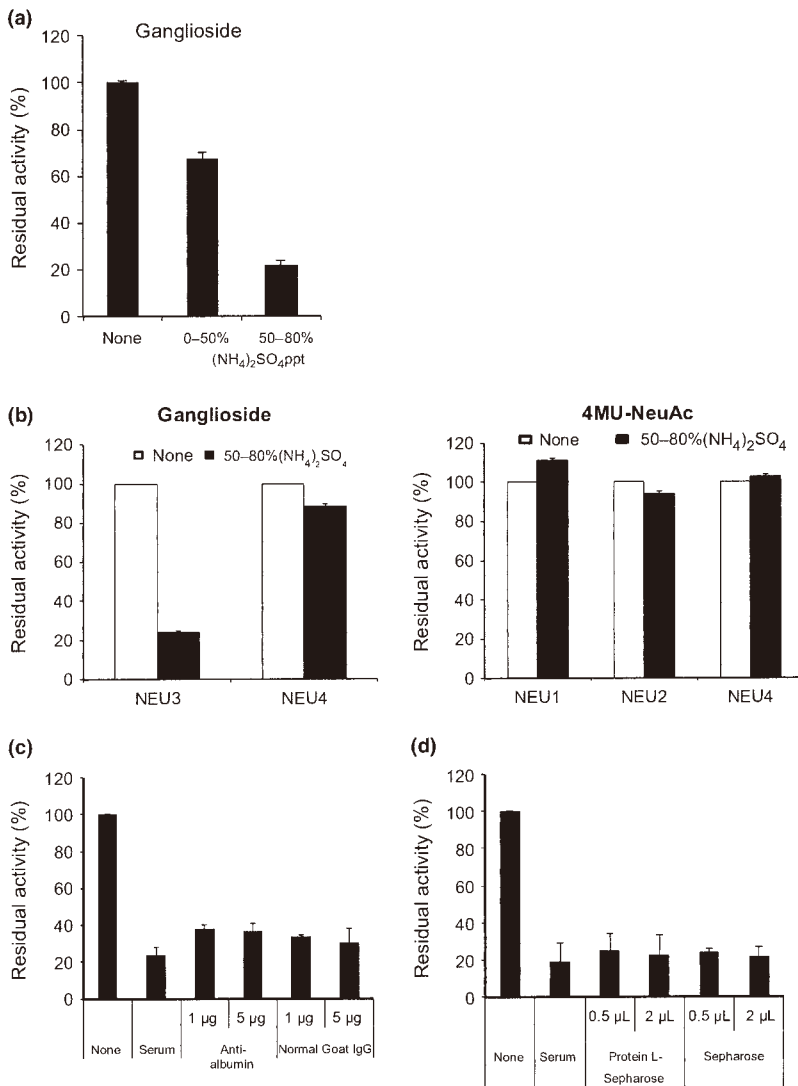 (a)
Ganglioside
Residual activity (%)
120
100
80
60
40
20
0
None
0–50%
50–80%
(NH₄)₂SO₄ppt
(b)
Ganglioside
None
50–80%(NH₄)₂SO₄
Residual activity (%)
120
100
80
60
40
20
0
NEU3
NEU4
4MU-NeuAc
None
50–80%(NH₄)₂SO₄
Residual activity (%)
120
100
80
60
40
20
0
NEU1
NEU2
NEU4
(c)
Residual activity (%)
120
100
80
60
40
20
0
1 µg
5 µg
1 µg
5 µg
None
Serum
Anti-
albumin
Normal Goat IgG
(d)
Residual activity (%)
120
100
80
60
40
20
0
0.5 µL
2 µL
0.5 µL
2 µL
None
Serum
Protein L-
Sepharose
Sepharose